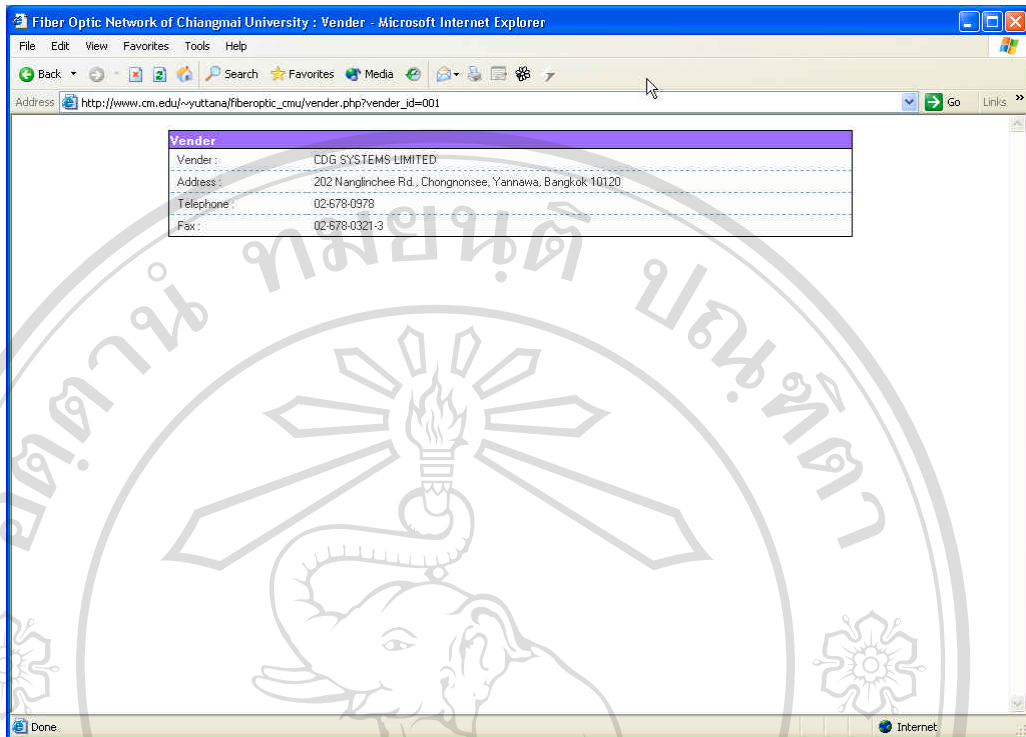 Fiber Optic Network of Chiangmai University : Vender - Microsoft Internet Explorer
File Edit View Favorites Tools Help
Back Search Favorites Media
Address http://www.cm.edu/~yuttana/fiberoptic_cmu/vender.php?vender_id=001 Go Links »
Vender
Vender : CDG SYSTEMS LIMITED
Address : 202 Nanglinchee Rd., Chongnonsee, Yannawa, Bangkok 10120
Telephone : 02-678-0978
Fax : 02-678-0321-3
Done Internet